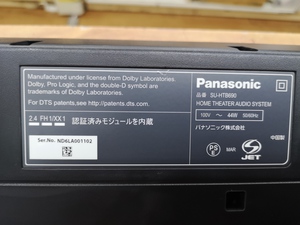 Manufactured under license from Dolby Laboratories.
Dolby, Pro Logic, and the double-D symbol are
trademarks of Dolby Laboratories.
For DTS patents,see http://patents.dts.com.
2.4 FH1/XX1
認証済みモジュールを内蔵
Ser.No. ND6LA001102
Panasonic SU-HTB690
HOME THEATER AUDIO SYSTEM
100V ～ 44W 50/60Hz
パナソニック株式会社
PS
E
MAR
JET
中国製